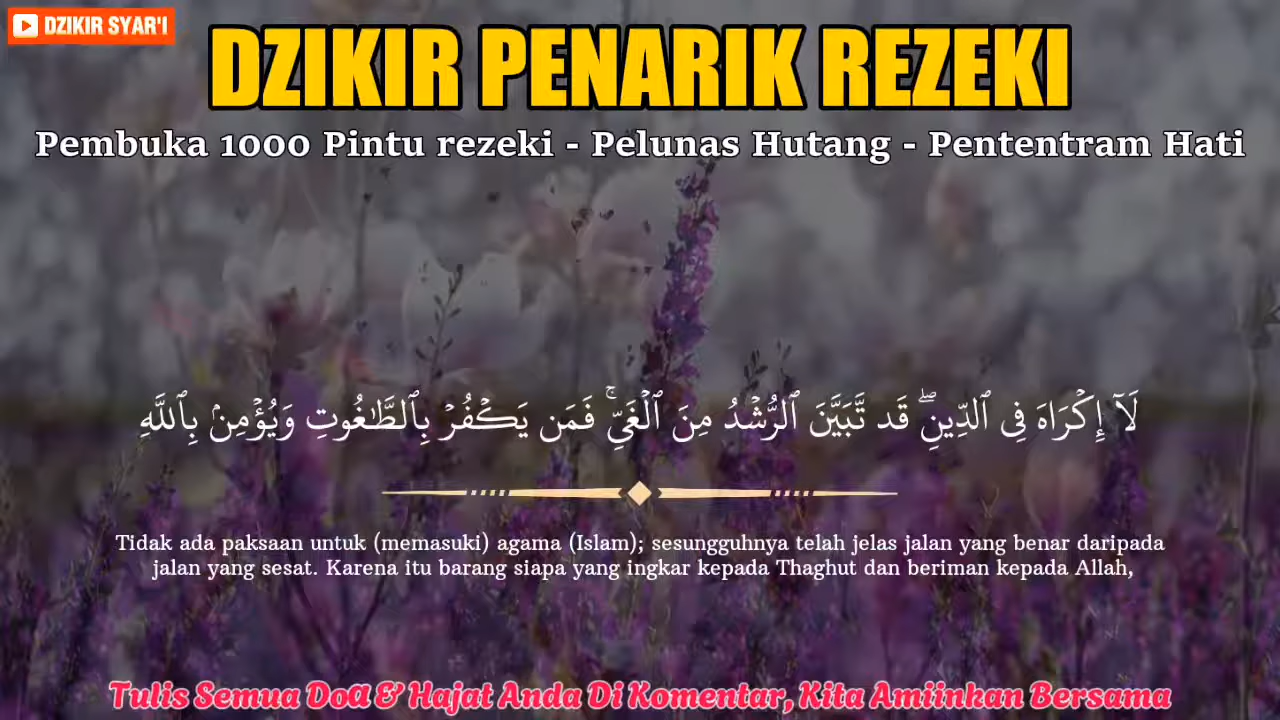 DZIKIR SYAR'I
DZIKIR PENARIK REZEKI
Pembuka 1000 Pintu rezeki - Pelunas Hutang - Pententram Hati
لَآ إِكْرَاهَ فِى ٱلدِّينِ ۖ قَد تَّبَيَّنَ ٱلرُّشْدُ مِنَ ٱلْغَىِّ ۚ فَمَن يَكْفُرْ بِٱلطَّٰغُوتِ وَيُؤْمِنۢ بِٱللَّهِ
Tidak ada paksaan untuk (memasuki) agama (Islam); sesungguhnya telah jelas jalan yang benar daripada
jalan yang sesat. Karena itu barang siapa yang ingkar kepada Thaghut dan beriman kepada Allah,
Tulis Semua Doa & Hajat Anda Di Komentar, Kita Amiinkan Bersama